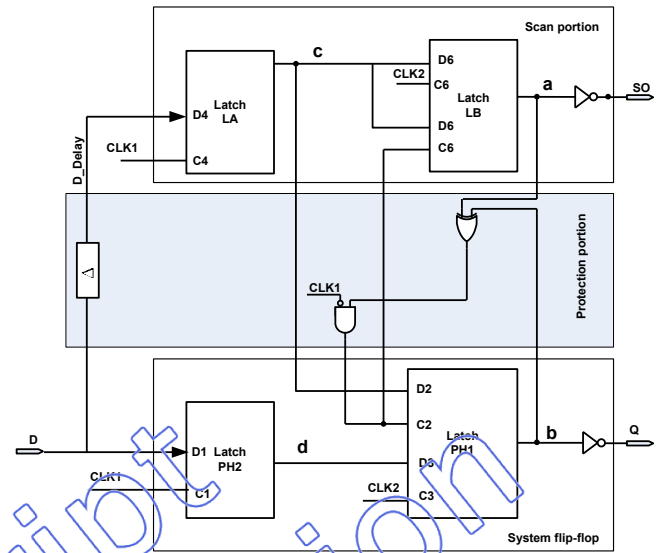 Scan portion
c
Latch
LA
D4
C4
CLK1
CLK2
D6
C6
Latch
LB
D6
C6
a
SO
D_Delay
Δ
CLK1
Protection portion
D
D1
Latch
PH2
CLK1
C1
d
D2
C2
Latch
PH1
D3
CLK2
C3
b
Q
System flip-flop